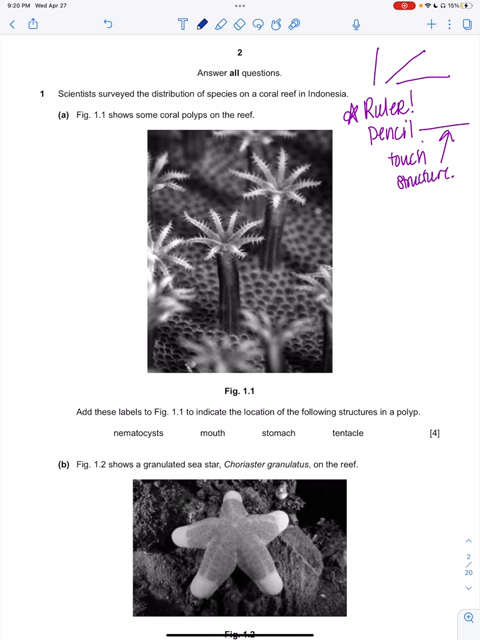 9:20 PM Wed Apr 27
15%
2
Answer all questions.
1 Scientists surveyed the distribution of species on a coral reef in Indonesia.
(a) Fig. 1.1 shows some coral polyps on the reef.
Ruler!
pencil.
touch
structure.
Fig. 1.1
Add these labels to Fig. 1.1 to indicate the location of the following structures in a polyp.
nematocysts mouth stomach tentacle [4]
(b) Fig. 1.2 shows a granulated sea star, Choriaster granulatus, on the reef.
Fig. 1.2
2
/
20